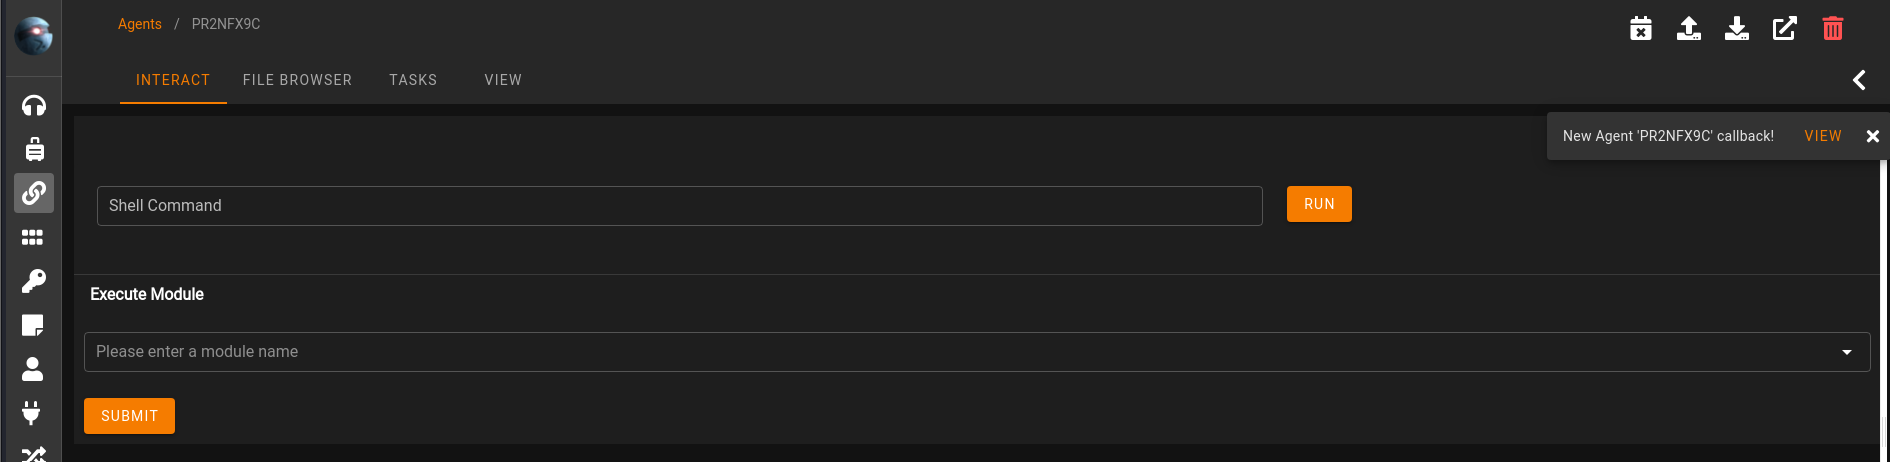 Agents / PR2NFX9C
INTERACT FILE BROWSER TASKS VIEW
New Agent 'PR2NFX9C' callback! VIEW
Shell Command RUN
Execute Module
Please enter a module name
SUBMIT